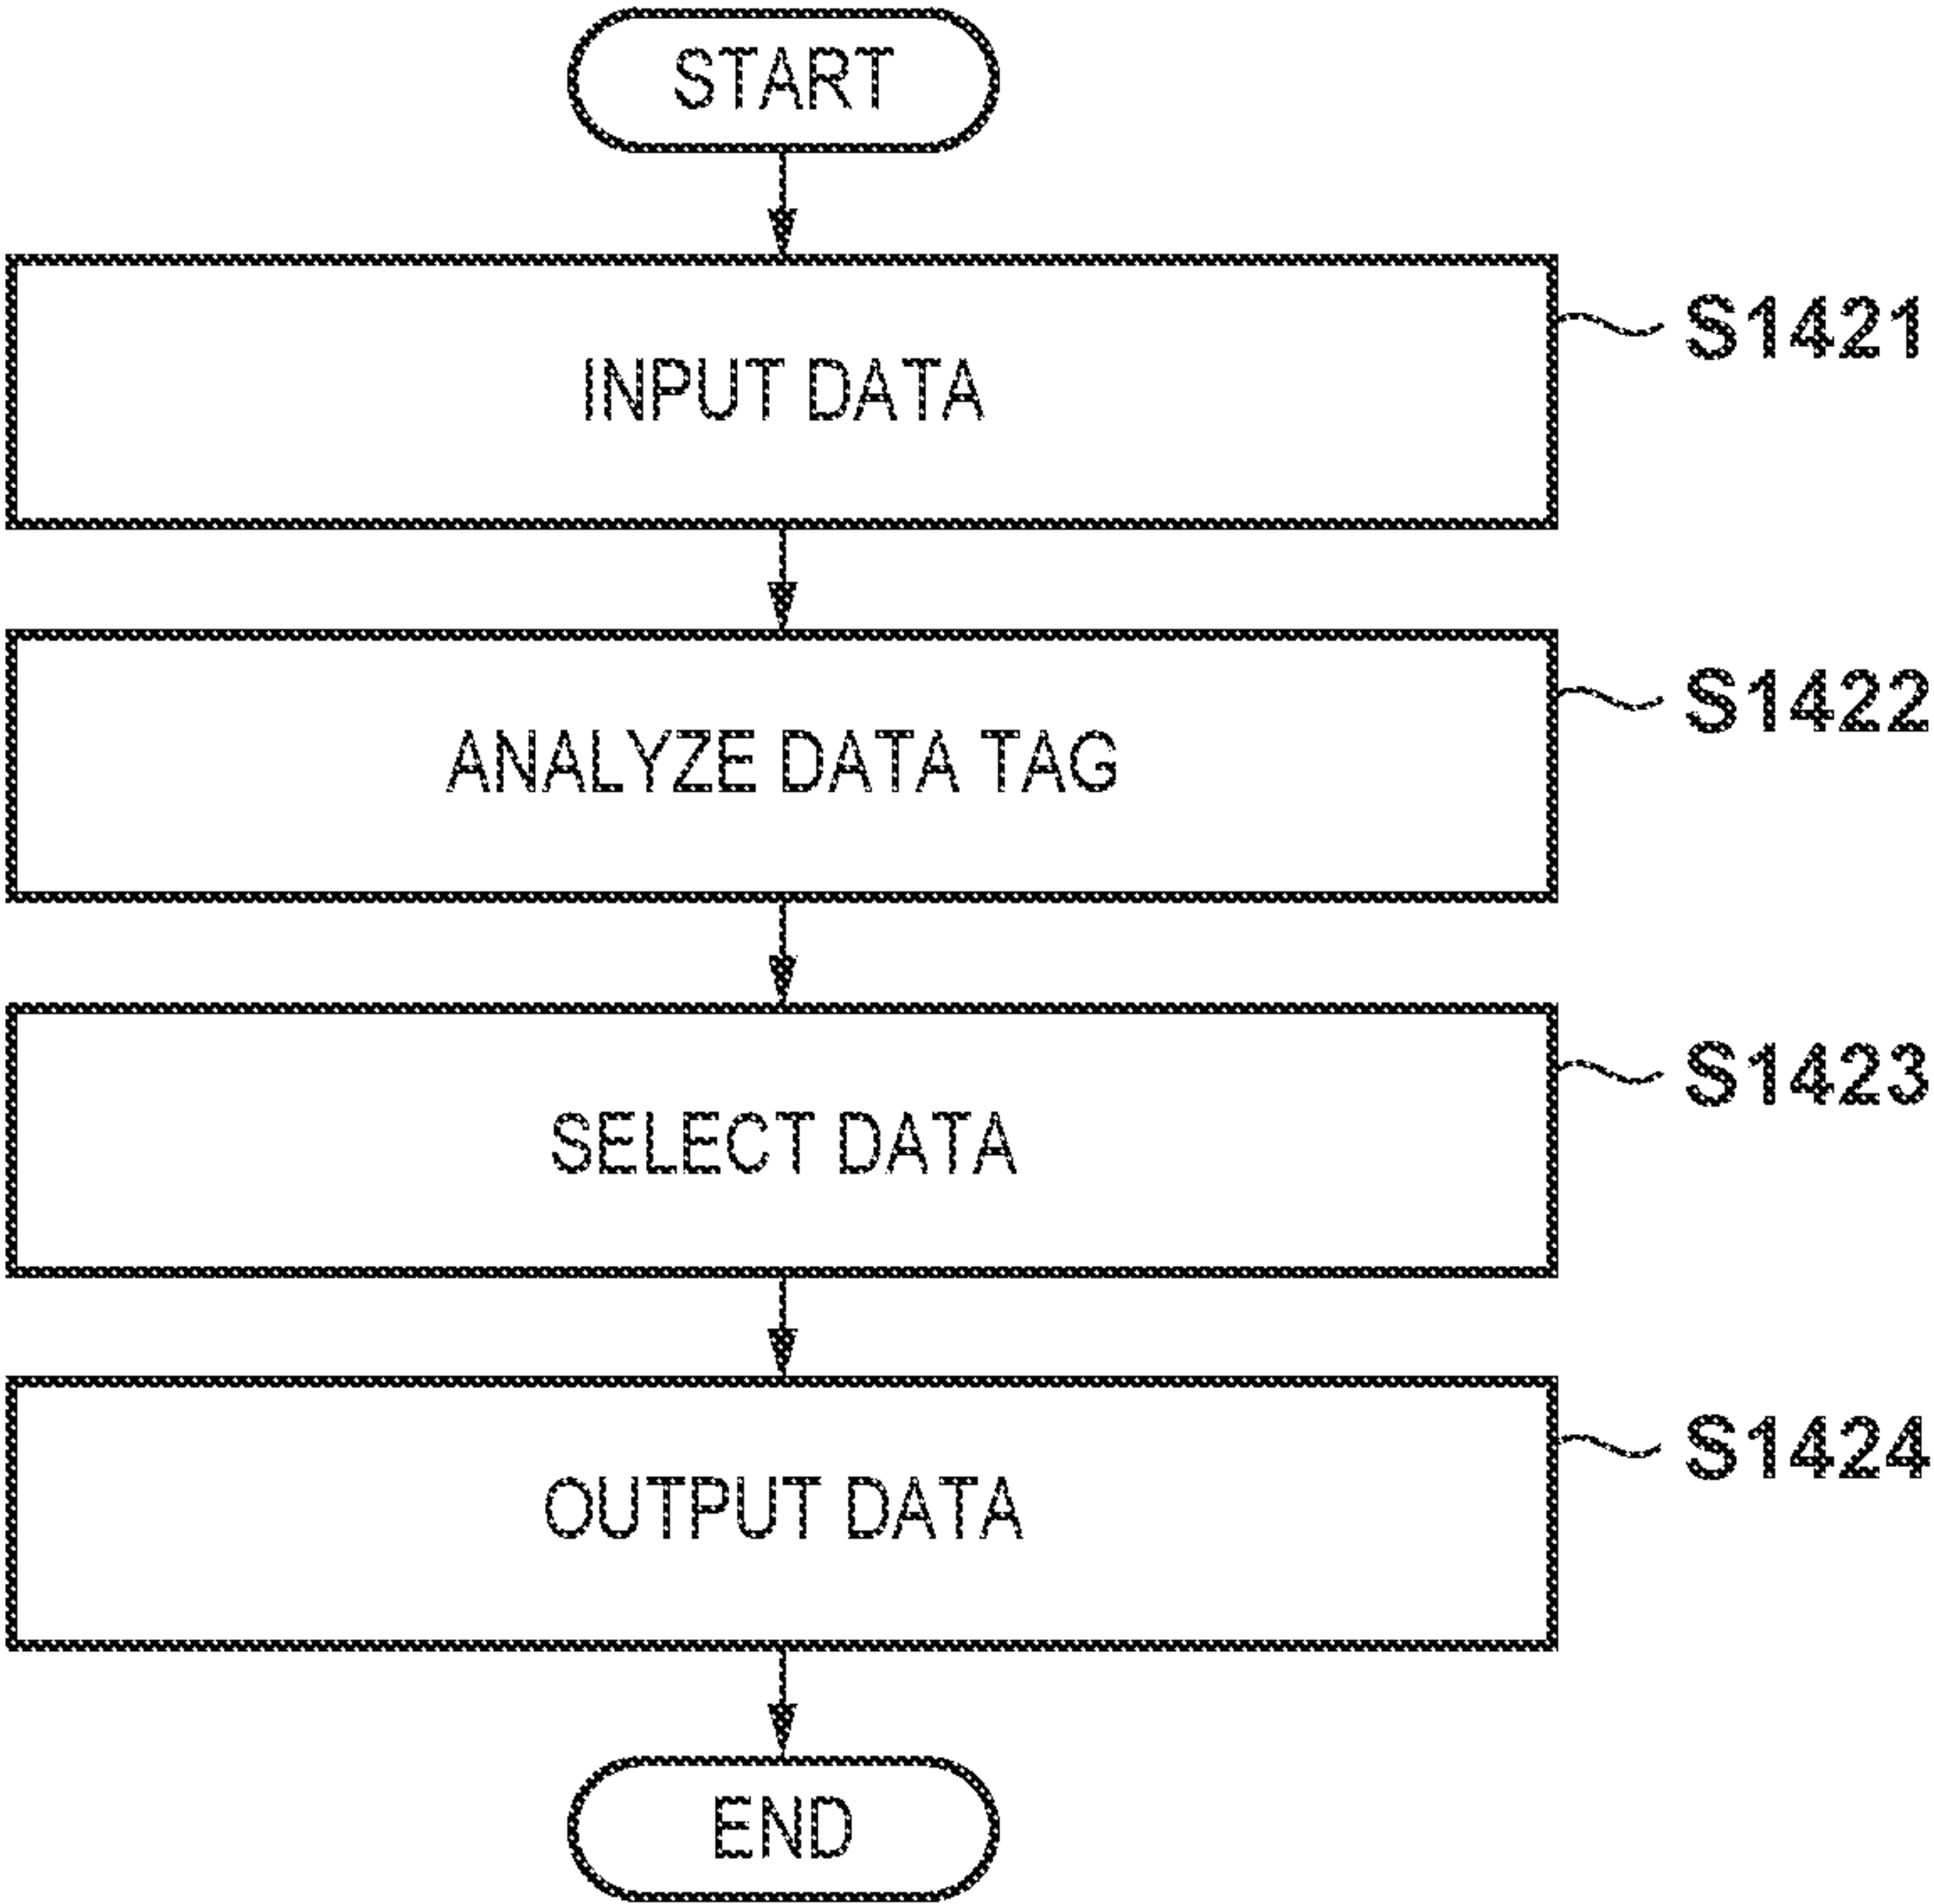 START
INPUT DATA
S1421
ANALYZE DATA TAG
S1422
SELECT DATA
S1423
OUTPUT DATA
S1424
END